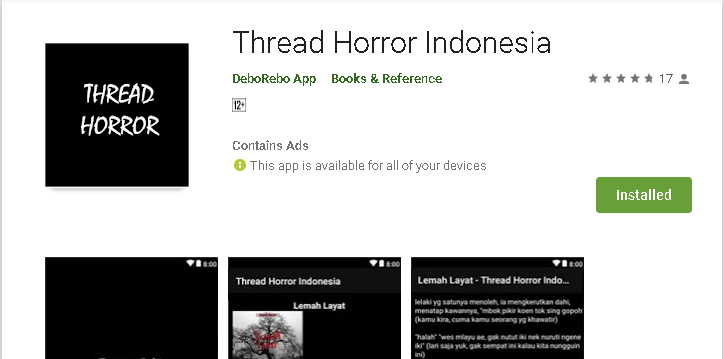 Thread Horror Indonesia
THREAD
HORROR
DeboRebo App Books & Reference
17
12+
Contains Ads
This app is available for all of your devices
Installed
8:00
8:00
Thread Horror Indonesia
Lemah Layat
8:00
Lemah Layat - Thread Horror Indo...
lelaki yg satunya menoleh, ia mengkerutkan dahi,
menatap kawannya, "mbok pikir koen tok sing gopoh
(kamu kira, cuma kamu seorang yg khawatir)
"halah" "wes mlayu ae, gak nutut iki nek nuruti ngene
iki" (lari saja yuk, gak sempat ini kalau kita nungguin
ini)